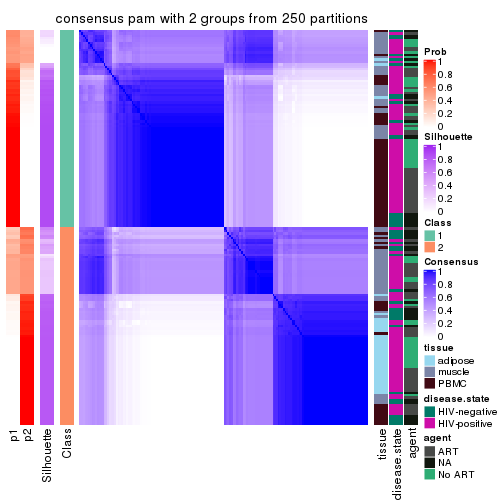 consensus pam with 2 groups from 250 partitions
Prob
1
0.8
0.6
0.4
0.2
0
Silhouette
1
0.8
0.6
0.4
0.2
0
Class
1
2
Consensus
1
0.8
0.6
0.4
0.2
0
tissue
adipose
muscle
PBMC
disease.state
HIV-negative
HIV-positive
agent
ART
NA
No ART
p1
p2
Silhouette
Class
tissue
disease.state
agent